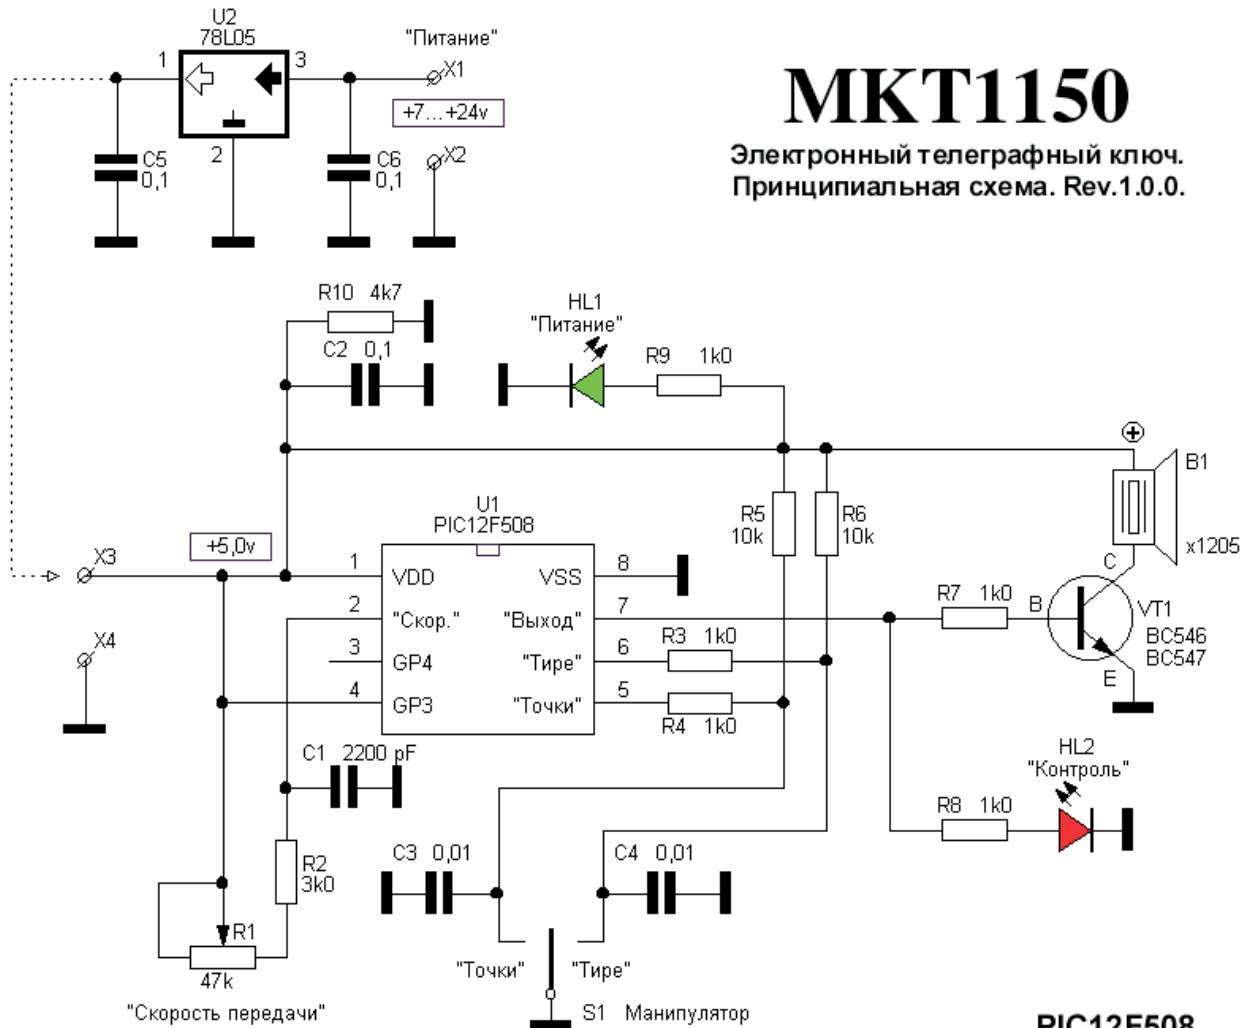 U2
78L05
1
3
2
"Питание"
X1
+7...+24v
X2
C5
0,1
C6
0,1
MKT1150
Электронный телеграфный ключ.
Принципиальная схема. Rev.1.0.0.
R10 4k7
C2 0,1
HL1
"Питание"
R9 1k0
B1
x1205
R5
10k
R6
10k
+5,0v
X3
X4
U1
PIC12F508
1 VDD VSS 8
2 "Скор." "Выход" 7
3 GP4 "Тире" 6
4 GP3 "Точки" 5
R3 1k0
R4 1k0
R7 1k0
B
C
E
VT1
BC546
BC547
C1 2200 pF
HL2
"Контроль"
R8 1k0
R2
3k0
C3 0,01
C4 0,01
R1
47k
"Точки" "Тире"
"Скорость передачи"
S1 Манипулятор
PIC12F508